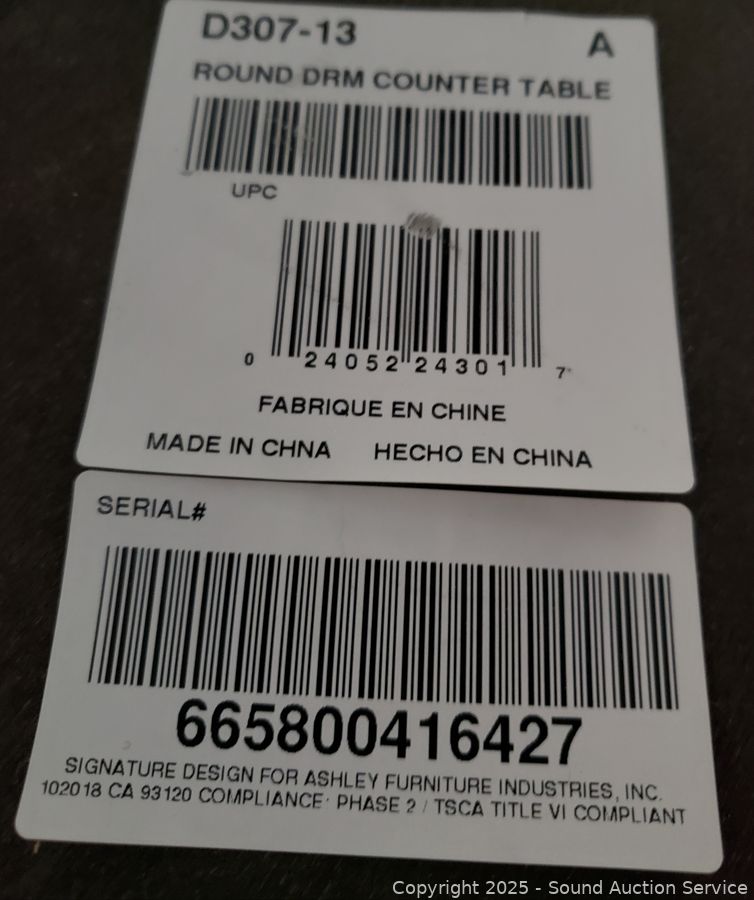 D307-13 A
ROUND DRM COUNTER TABLE
UPC
0 24052 24301 7
FABRIQUE EN CHINE
MADE IN CHNA HECHO EN CHINA
SERIAL#
665800416427
SIGNATURE DESIGN FOR ASHLEY FURNITURE INDUSTRIES, INC.
102018 CA 93120 COMPLIANCE: PHASE 2 / TSCA TITLE VI COMPLIANT
Copyright 2025 - Sound Auction Service